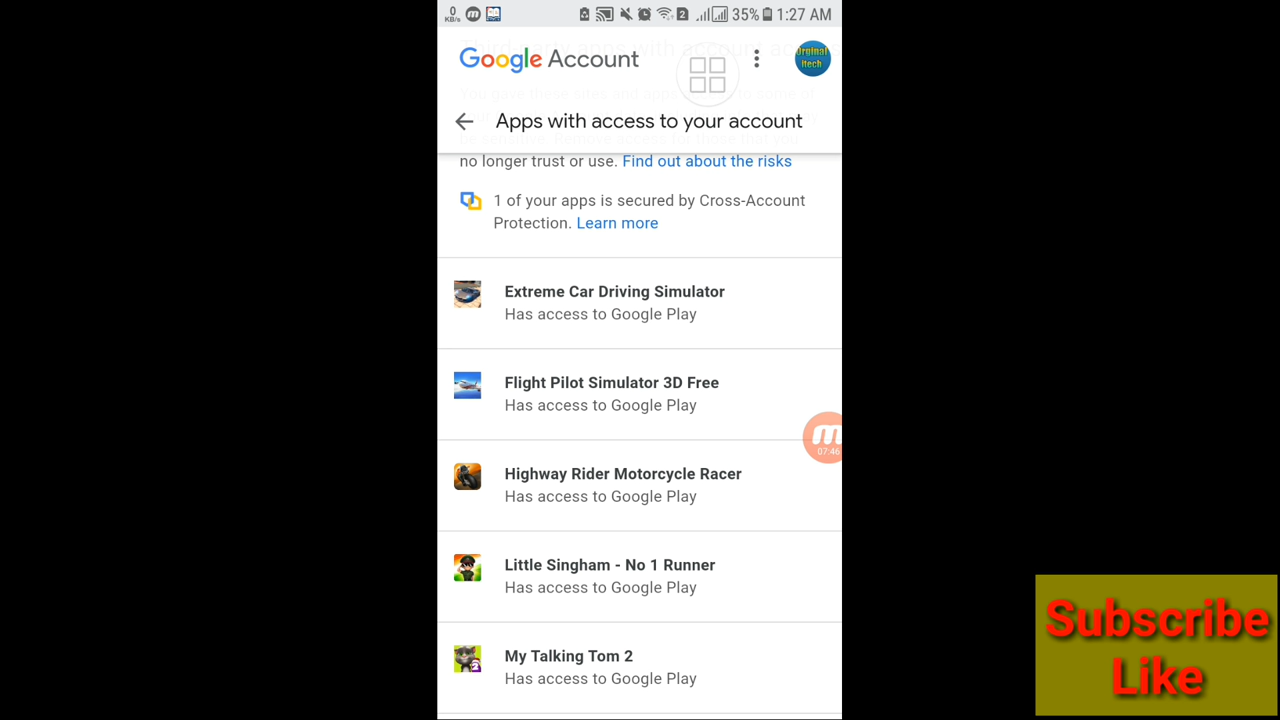 0
KB/s
35%
1:27 AM
Google Account
Orginal
itech
Apps with access to your account
no longer trust or use. Find out about the risks
1 of your apps is secured by Cross-Account
Protection. Learn more
Extreme Car Driving Simulator
Has access to Google Play
Flight Pilot Simulator 3D Free
Has access to Google Play
07:46
Highway Rider Motorcycle Racer
Has access to Google Play
Little Singham - No 1 Runner
Has access to Google Play
My Talking Tom 2
Has access to Google Play
Subscribe
Like